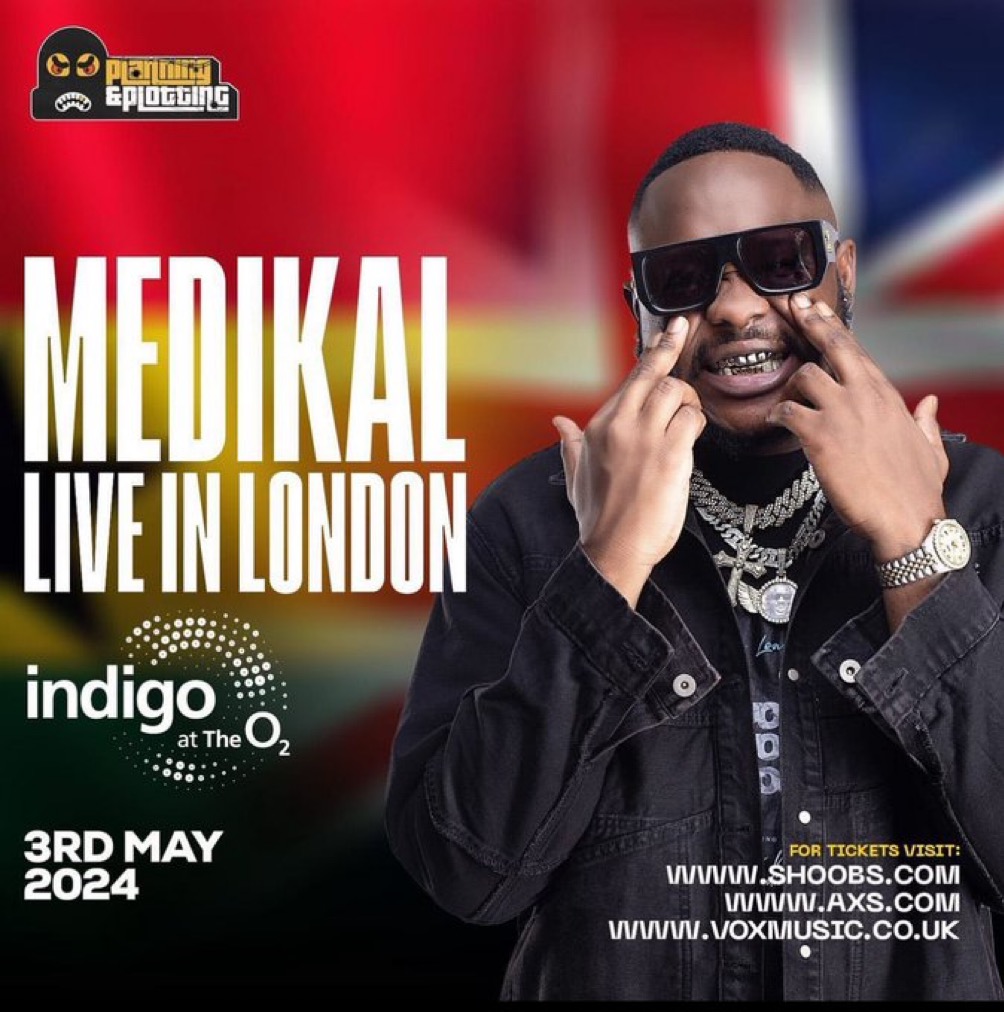 planning
&plotting
MEDIKAL
LIVE IN LONDON
indigo
at The O2
3RD MAY
2024
FOR TICKETS VISIT:
WWW.SHOOBS.COM
WWW.AXS.COM
WWW.VOXMUSIC.CO.UK